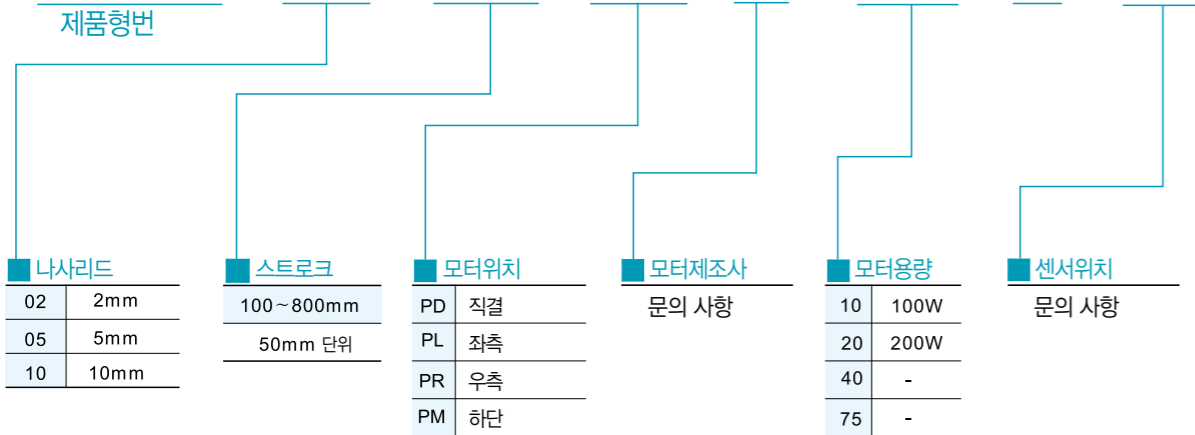 제품형번
나사리드
02 2mm
05 5mm
10 10mm
스트로크
100~800mm
50mm 단위
모터위치
PD 직결
PL 좌측
PR 우측
PM 하단
모터제조사
문의 사항
모터용량
10 100W
20 200W
40 -
75 -
센서위치
문의 사항